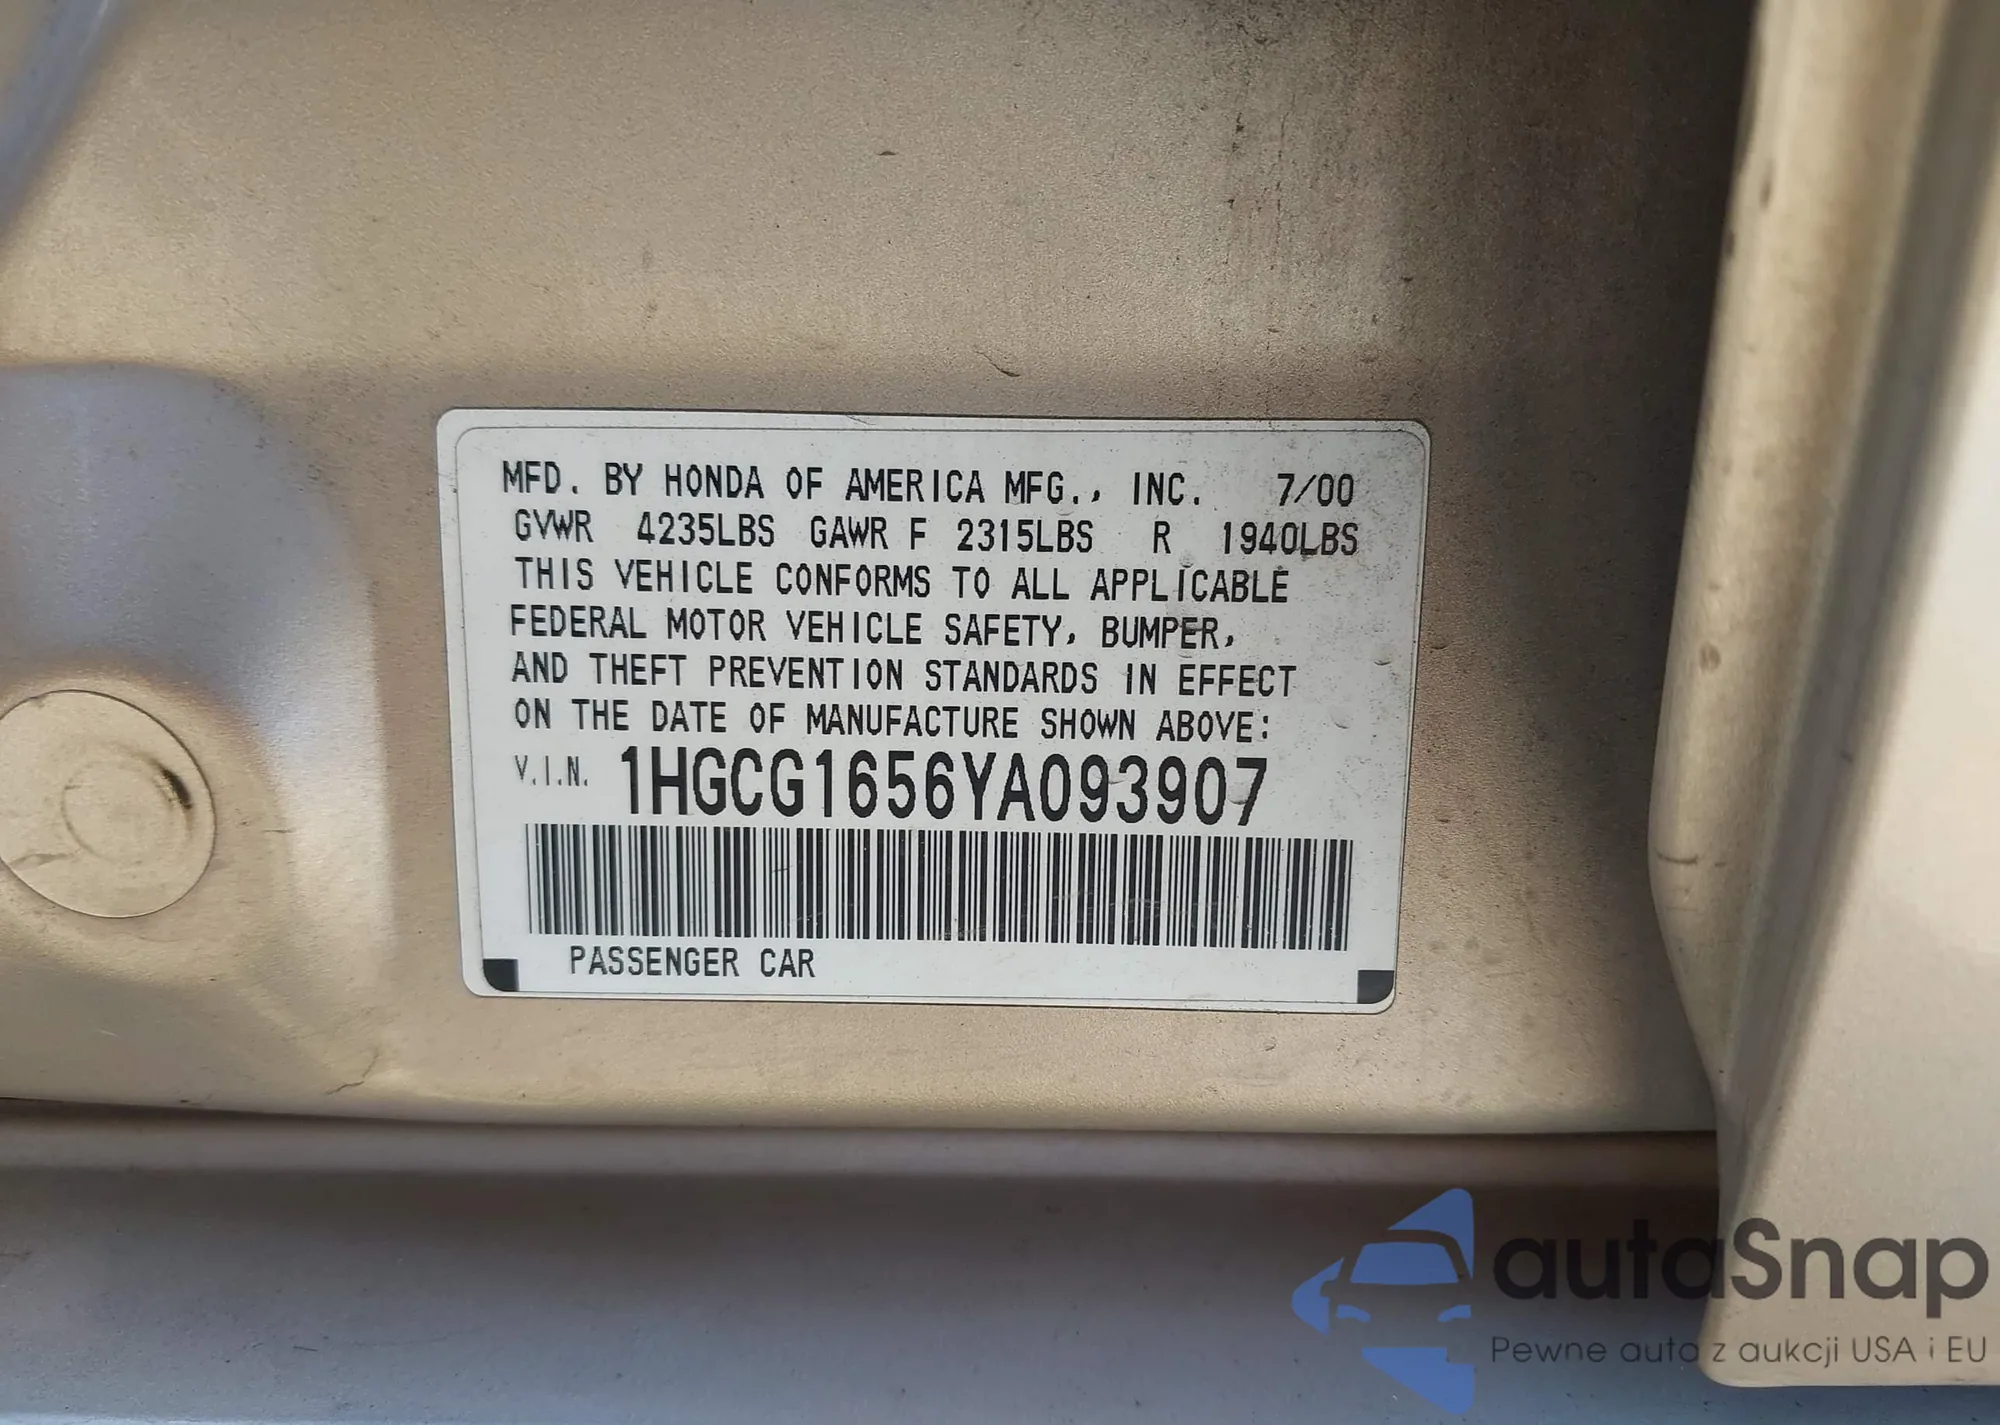 MFD. BY HONDA OF AMERICA MFG., INC. 7/00
GVWR 4235LBS GAWR F 2315LBS R 1940LBS
THIS VEHICLE CONFORMS TO ALL APPLICABLE
FEDERAL MOTOR VEHICLE SAFETY, BUMPER,
AND THEFT PREVENTION STANDARDS IN EFFECT
ON THE DATE OF MANUFACTURE SHOWN ABOVE:
V.I.N. 1HGCG1656YA093907
PASSENGER CAR
autaSnap
Pewne auta z aukcji USA i EU